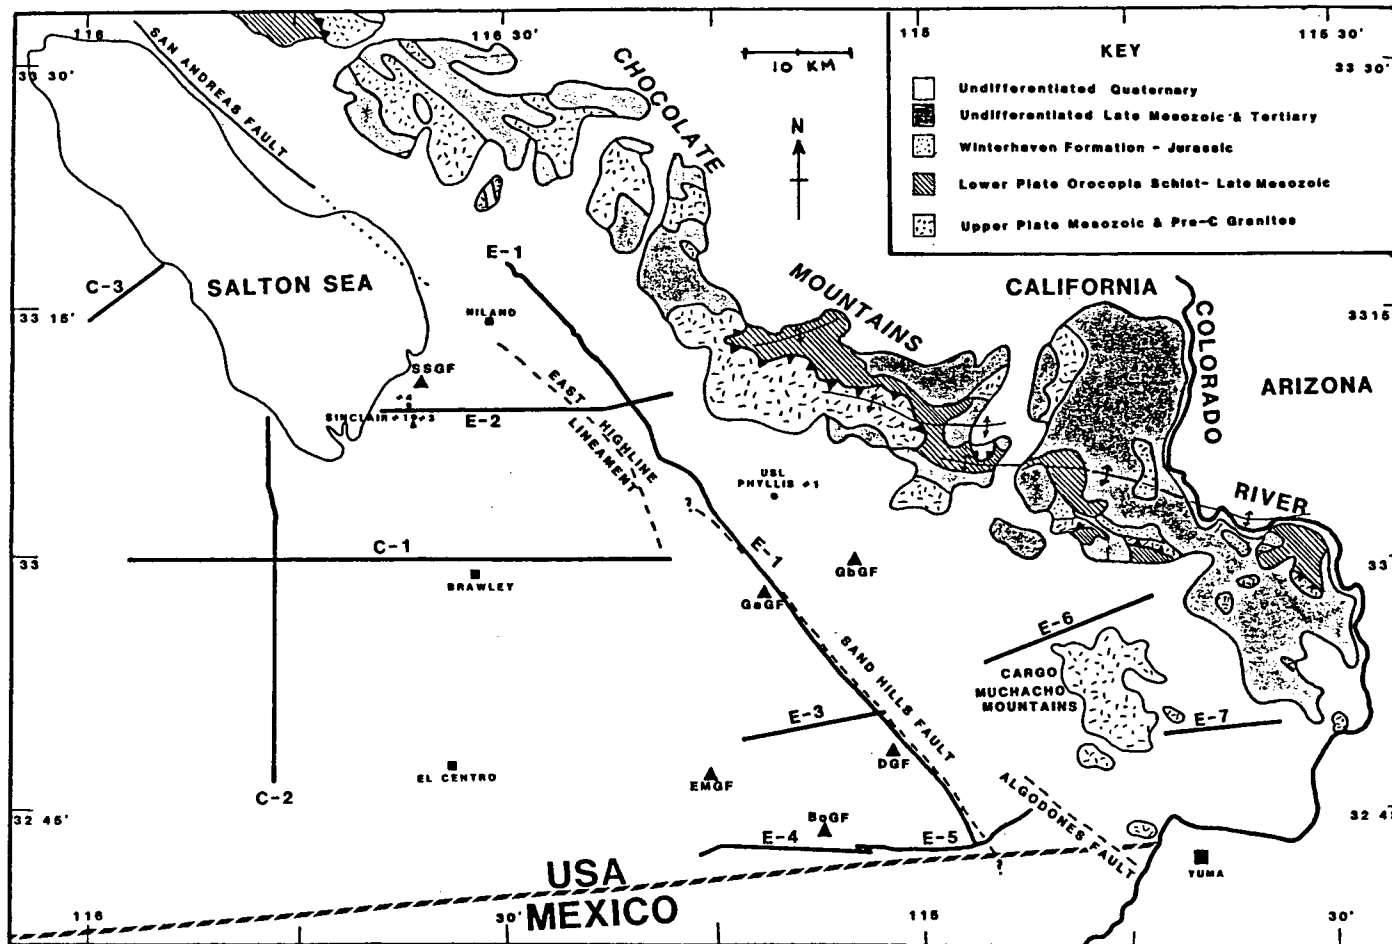 116
116 30'
115
115 30'
33 30'
33 30'
SAN ANDREAS FAULT
CHOCOLATE
MOUNTAINS
10 KM
N
KEY
Undifferentiated Quaternary
Undifferentiated Late Mesozoic & Tertiary
Winterhaven Formation - Jurassic
Lower Plate Orocopia Schist- Late Mesozoic
Upper Plate Mesozoic & Pre-C Granites
E-1
C-3
SALTON SEA
CALIFORNIA
COLORADO
RIVER
ARIZONA
33 15'
3315
NILAND
SSGF
SINCLAIR
E-2
EAST HIGHLINE
LINEAMENT
USL
PHYLLIS #1
?
C-1
E-1
33
33
BRAWLEY
GbGF
GaGF
E-6
SAND HILLS FAULT
CARGO
MUCHACHO
MOUNTAINS
E-3
E-7
DGF
EL CENTRO
EMGF
C-2
ALGODONES FAULT
32 45'
32 4
BoGF
E-4
E-5
?
YUMA
USA
MEXICO
116
30'
115
30'